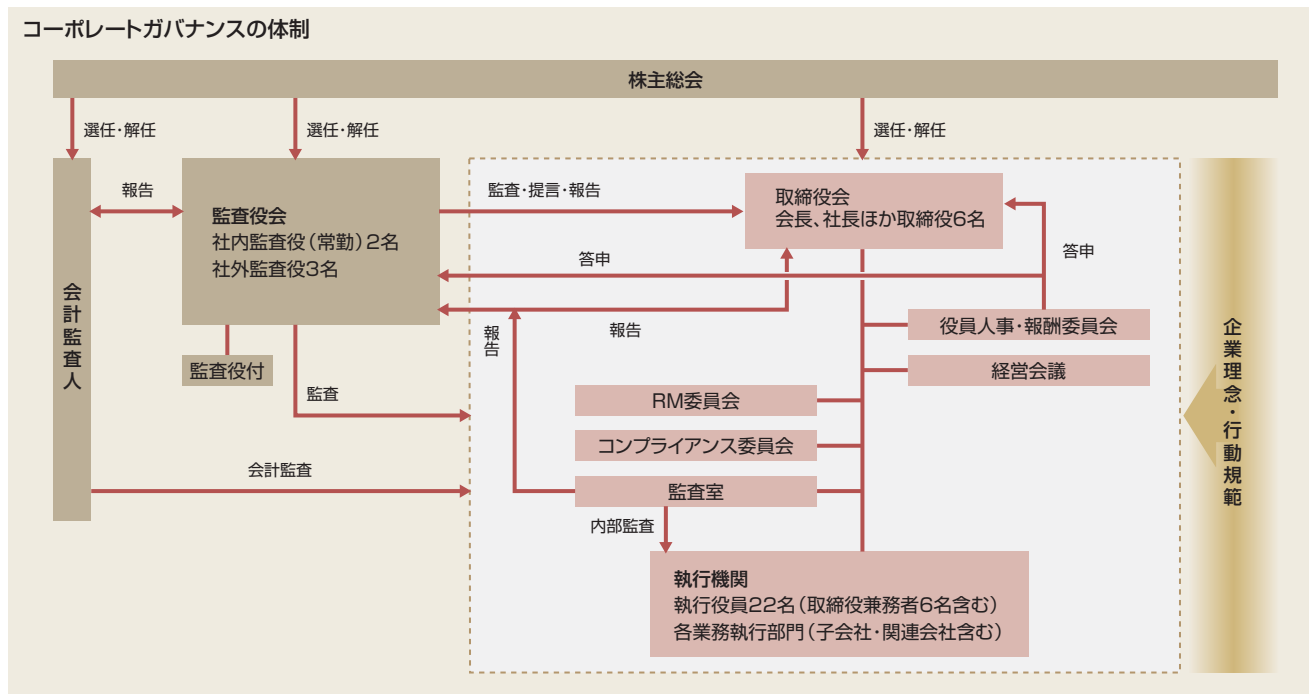 コーポレートガバナンスの体制
株主総会
選任・解任
選任・解任
選任・解任
報告
監査役会
社内監査役（常勤）2名
社外監査役3名
監査・提言・報告
取締役会
会長、社長ほか取締役6名
答申
答申
会計監査人
報告
報告
役員人事・報酬委員会
企業理念・行動規範
監査役付
経営会議
監査
RM委員会
コンプライアンス委員会
会計監査
監査室
内部監査
執行機関
執行役員22名（取締役兼務者6名含む）
各業務執行部門（子会社・関連会社含む）